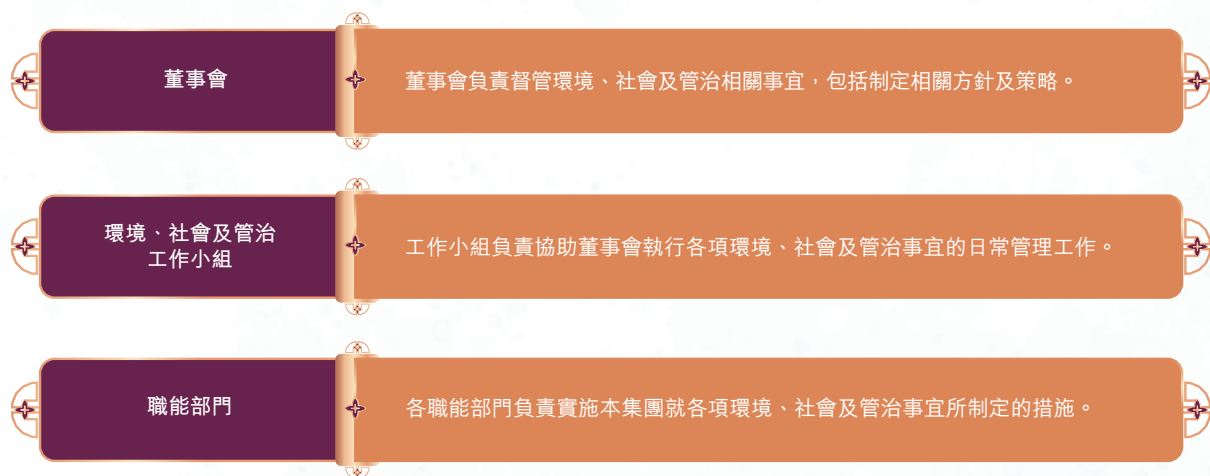 董事會
董事會負責督管環境、社會及管治相關事宜，包括制定相關方針及策略。
環境、社會及管治
工作小組
工作小組負責協助董事會執行各項環境、社會及管治事宜的日常管理工作。
職能部門
各職能部門負責實施本集團就各項環境、社會及管治事宜所制定的措施。